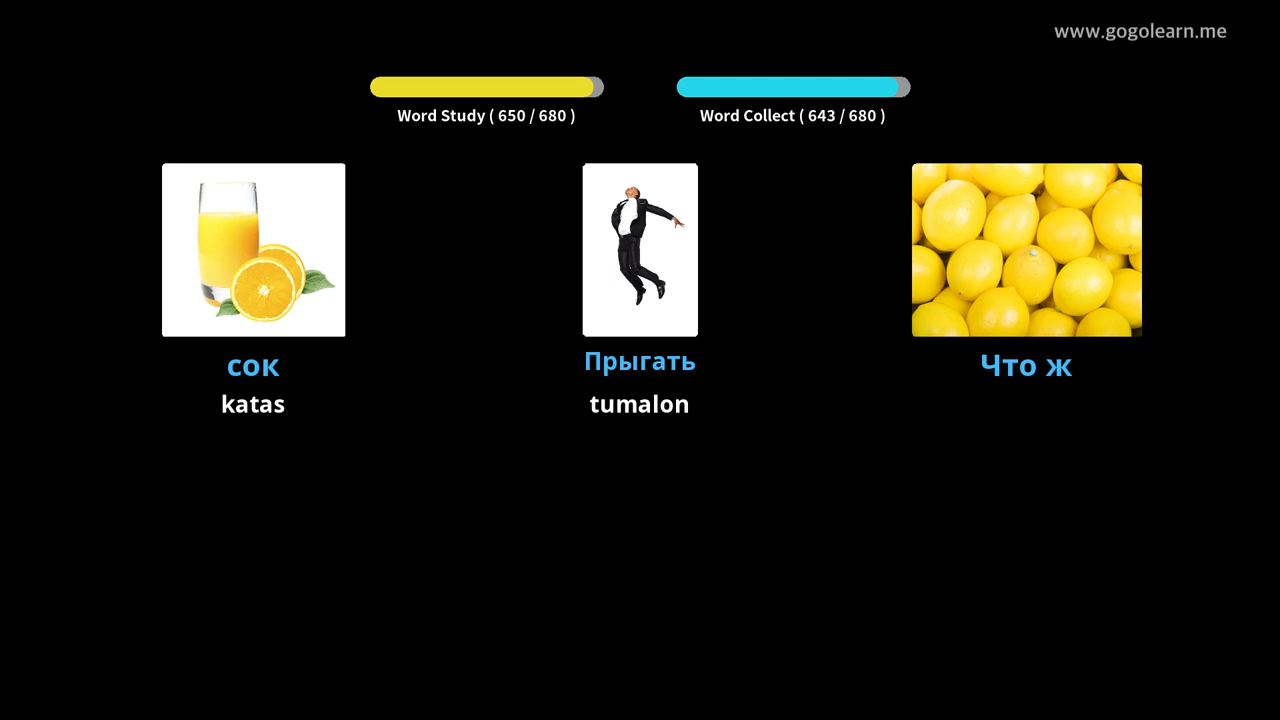 www.gogolearn.me
Word Study ( 650 / 680 )
Word Collect ( 643 / 680 )
сок
katas
Прыгать
tumalon
Что ж